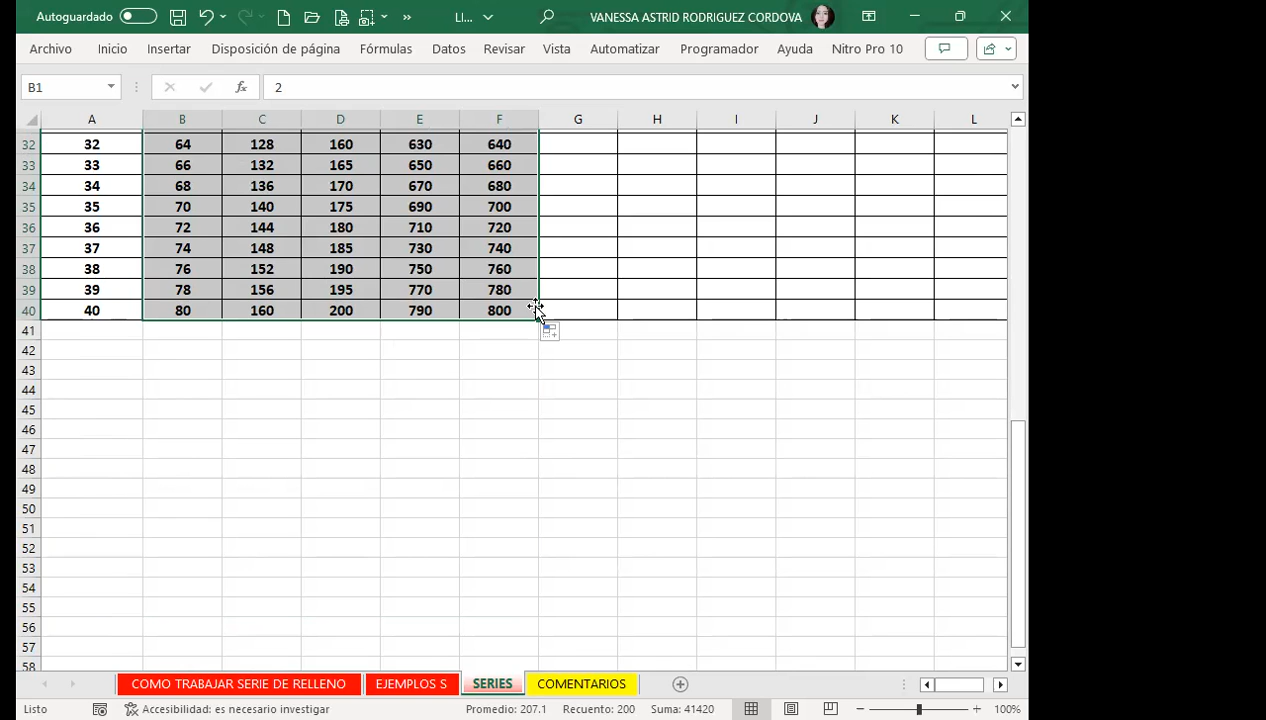 Autoguardado
LI...
VANESSA ASTRID RODRIGUEZ CORDOVA
Archivo Inicio Insertar Disposición de página Fórmulas Datos Revisar Vista Automatizar Programador Ayuda Nitro Pro 10
B1 fx 2
A B C D E F G H I J K L
32 32 64 128 160 630 640
33 33 66 132 165 650 660
34 34 68 136 170 670 680
35 35 70 140 175 690 700
36 36 72 144 180 710 720
37 37 74 148 185 730 740
38 38 76 152 190 750 760
39 39 78 156 195 770 780
40 40 80 160 200 790 800
41
42
43
44
45
46
47
48
49
50
51
52
53
54
55
56
57
58
COMO TRABAJAR SERIE DE RELLENO EJEMPLOS S SERIES COMENTARIOS
Listo Accesibilidad: es necesario investigar Promedio: 207.1 Recuento: 200 Suma: 41420 100%